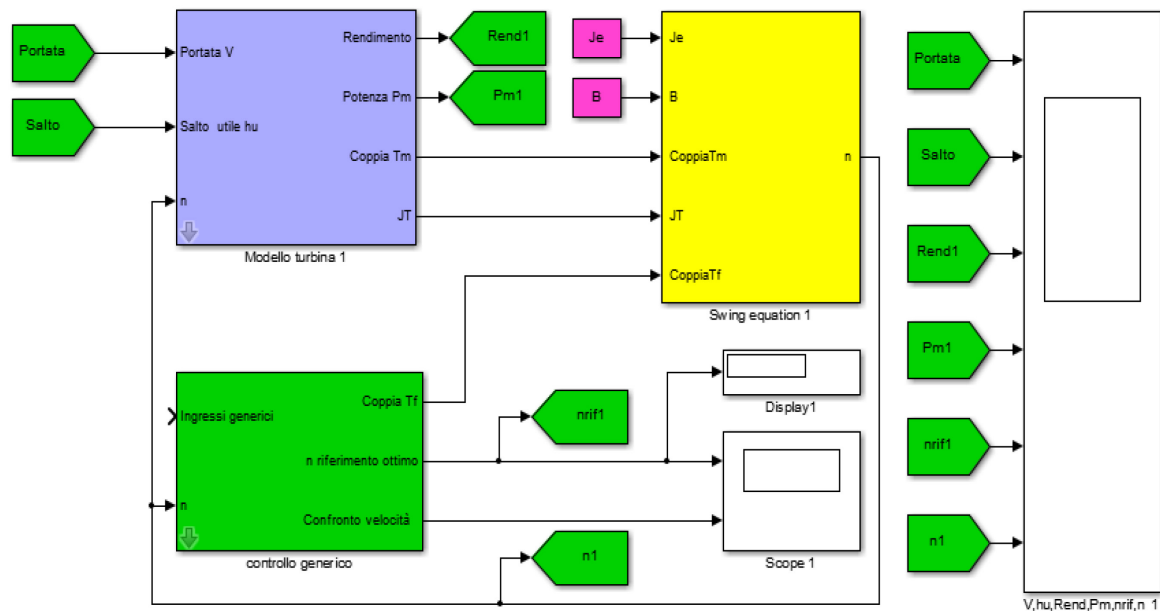 Portata
Salto
Portata V
Salto utile hu
n
Rendimento
Potenza Pm
Coppia Tm
JT
Modello turbina 1
Rend1
Pm1
Je
B
Je
B
CoppiaTm
JT
CoppiaTf
n
Swing equation 1
Ingressi generici
n
Coppia Tf
n riferimento ottimo
Confronto velocità
controllo generico
nrif1
n1
Display1
Scope 1
Portata
Salto
Rend1
Pm1
nrif1
n1
V,hu,Rend,Pm,nrif,n 1